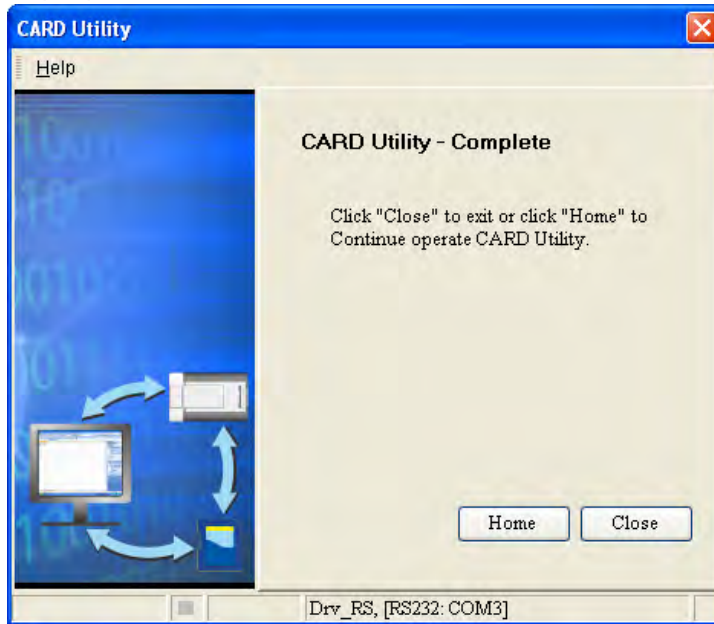 CARD Utility
Help
CARD Utility - Complete
Click "Close" to exit or click "Home" to
Continue operate CARD Utility.
Home Close
Drv_RS, [RS232: COM3]